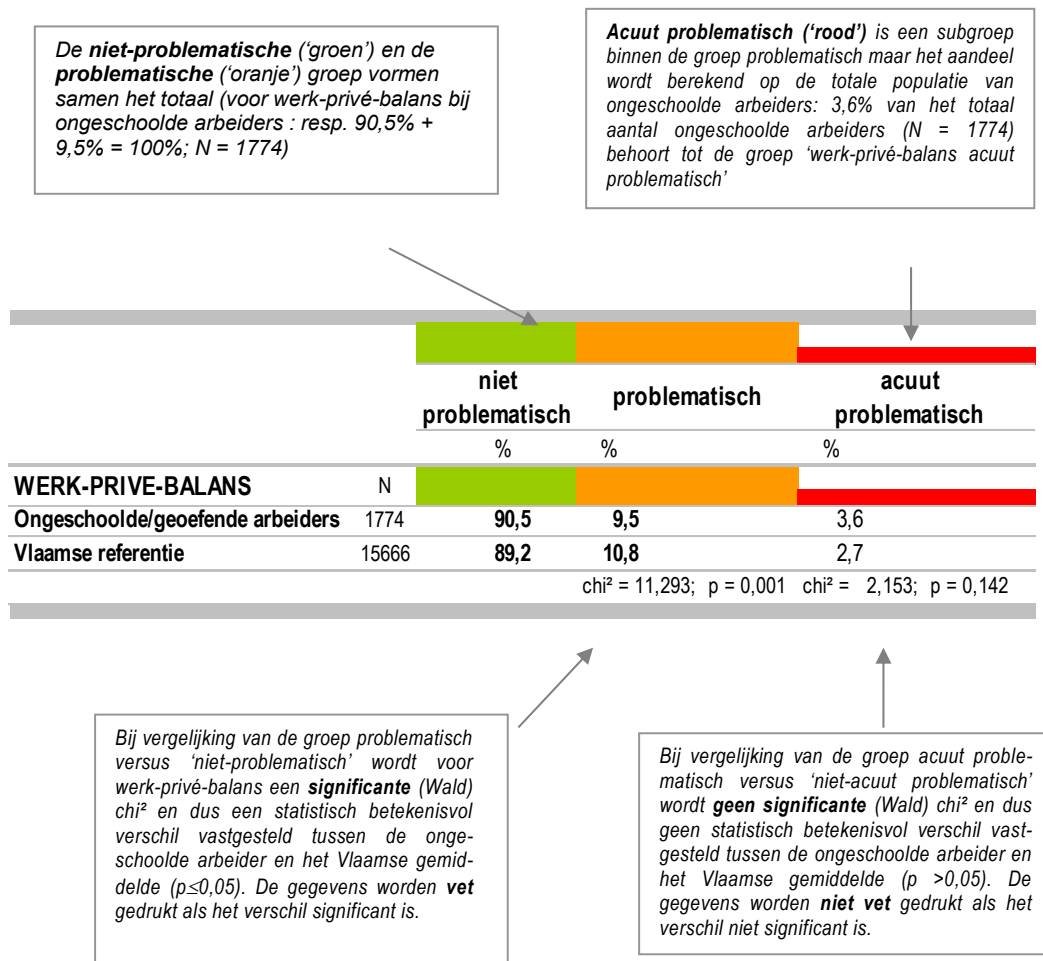 De niet-problematische (‘groen’) en de
problematische (‘oranje’) groep vormen
samen het totaal (voor werk-privé-balans bij
ongeschoolde arbeiders : resp. 90,5% +
9,5% = 100%; N = 1774)
Acuut problematisch (‘rood’) is een subgroep
binnen de groep problematisch maar het aandeel
wordt berekend op de totale populatie van
ongeschoolde arbeiders: 3,6% van het totaal
aantal ongeschoolde arbeiders (N = 1774)
behoort tot de groep ‘werk-privé-balans acuut
problematisch’
niet
problematisch
problematisch
acuut
problematisch
% % %
WERK-PRIVE-BALANS N
Ongeschoolde/geoefende arbeiders 1774 90,5 9,5 3,6
Vlaamse referentie 15666 89,2 10,8 2,7
chi² = 11,293; p = 0,001 chi² = 2,153; p = 0,142
Bij vergelijking van de groep problematisch
versus ‘niet-problematisch’ wordt voor
werk-privé-balans een significante (Wald)
chi² en dus een statistisch betekenisvol
verschil vastgesteld tussen de onge-
schoolde arbeider en het Vlaamse gemid-
delde (p≤0,05). De gegevens worden vet
gedrukt als het verschil significant is.
Bij vergelijking van de groep acuut proble-
matisch versus ‘niet-acuut problematisch’
wordt geen significante (Wald) chi² en dus
geen statistisch betekenisvol verschil vast-
gesteld tussen de ongeschoolde arbeider en
het Vlaamse gemiddelde (p >0,05). De
gegevens worden niet vet gedrukt als het
verschil niet significant is.